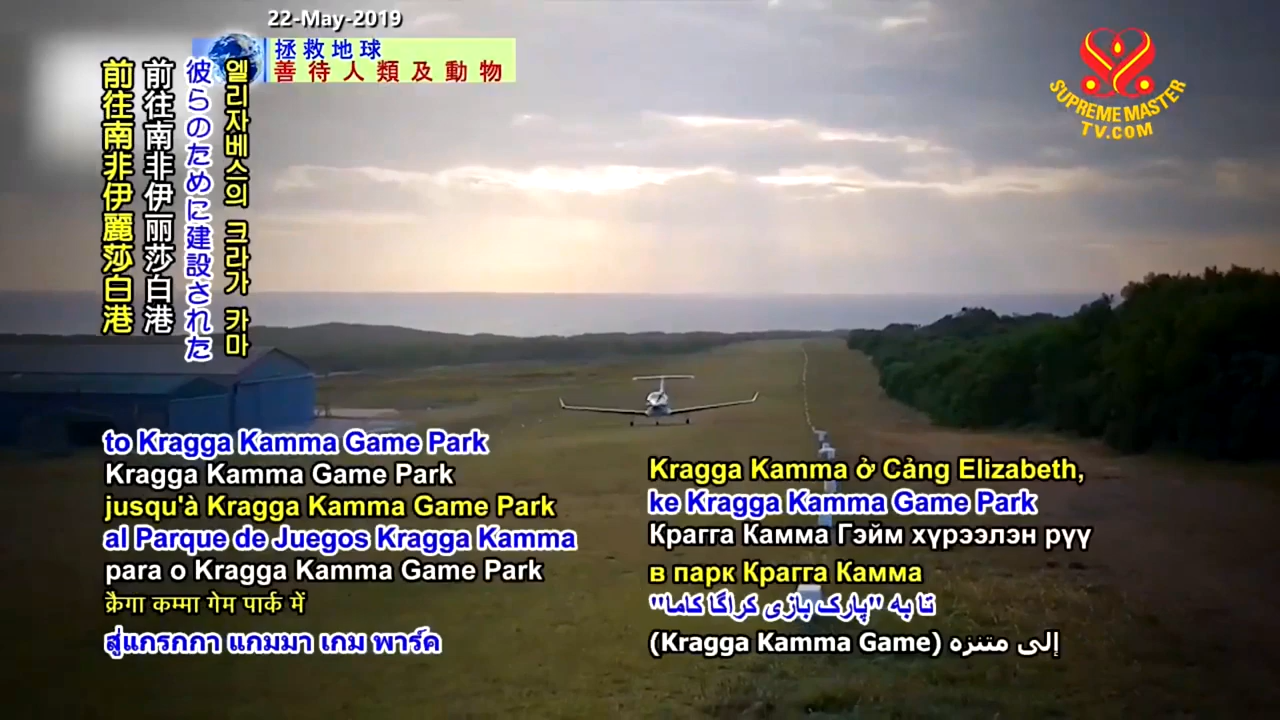 22-May-2019
拯救地球
善待人類及動物
SUPREME MASTER
TV.COM
엘리자베스의 크라가 카마
彼らのために建設された
前往南非伊丽莎白港
前往南非伊麗莎白港
to Kragga Kamma Game Park
Kragga Kamma Game Park
jusqu'à Kragga Kamma Game Park
al Parque de Juegos Kragga Kamma
para o Kragga Kamma Game Park
क्रैगा कम्मा गेम पार्क में
สู่แกรกกา แกมมา เกม พาร์ค
Kragga Kamma ở Cảng Elizabeth,
ke Kragga Kamma Game Park
Крагга Камма Гэйм хүрээлэн рүү
в парк Крагга Камма
تا به "پارک بازی کراگا کاما"
إلى متنزه (Kragga Kamma Game)